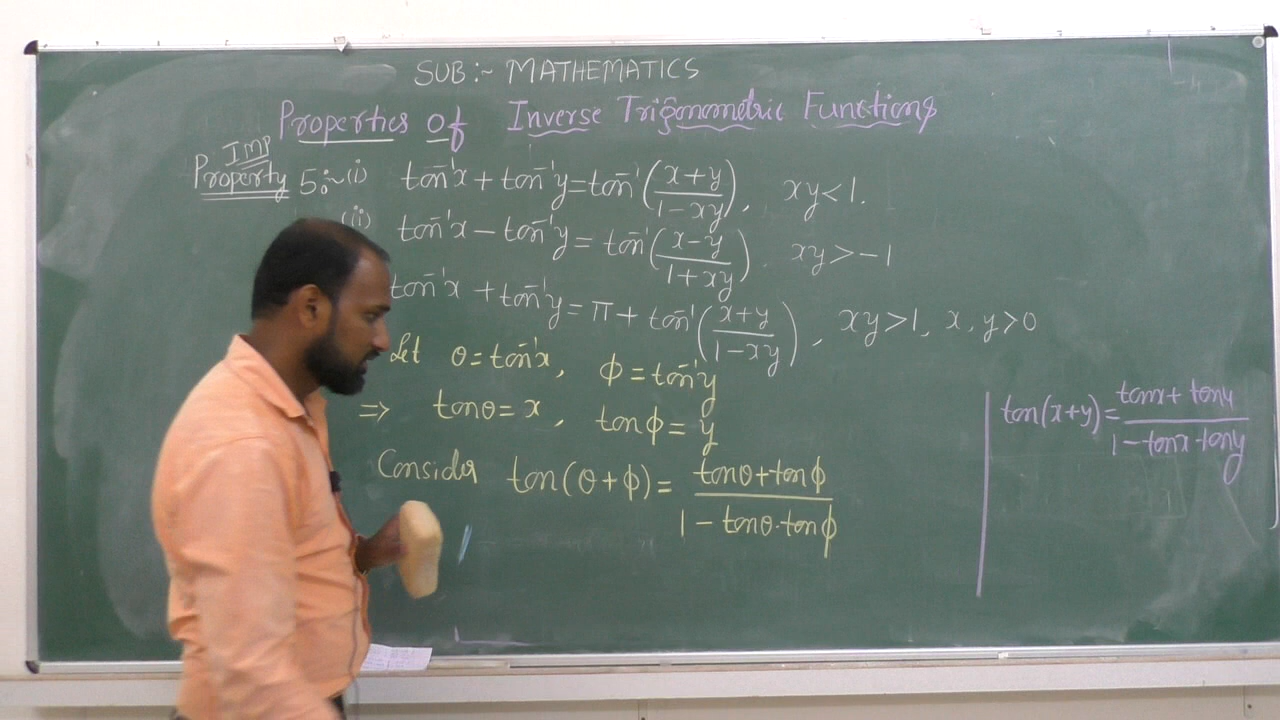 SUB :~ MATHEMATICS
Properties of Inverse Trigonometric Functions
IMP
Property 5:~ (i) tan⁻¹x + tan⁻¹y = tan⁻¹((x+y)/(1-xy)), xy<1.
(ii) tan⁻¹x - tan⁻¹y = tan⁻¹((x-y)/(1+xy)), xy>-1
tan⁻¹x + tan⁻¹y = π + tan⁻¹((x+y)/(1-xy)), xy>1, x, y>0
Let θ = tan⁻¹x, φ = tan⁻¹y
=> tanθ = x, tanφ = y
Consider tan(θ+φ) = (tanθ+tanφ)/(1 - tanθ·tanφ)
tan(x+y) = (tanx + tany)/(1 - tanx·tany)